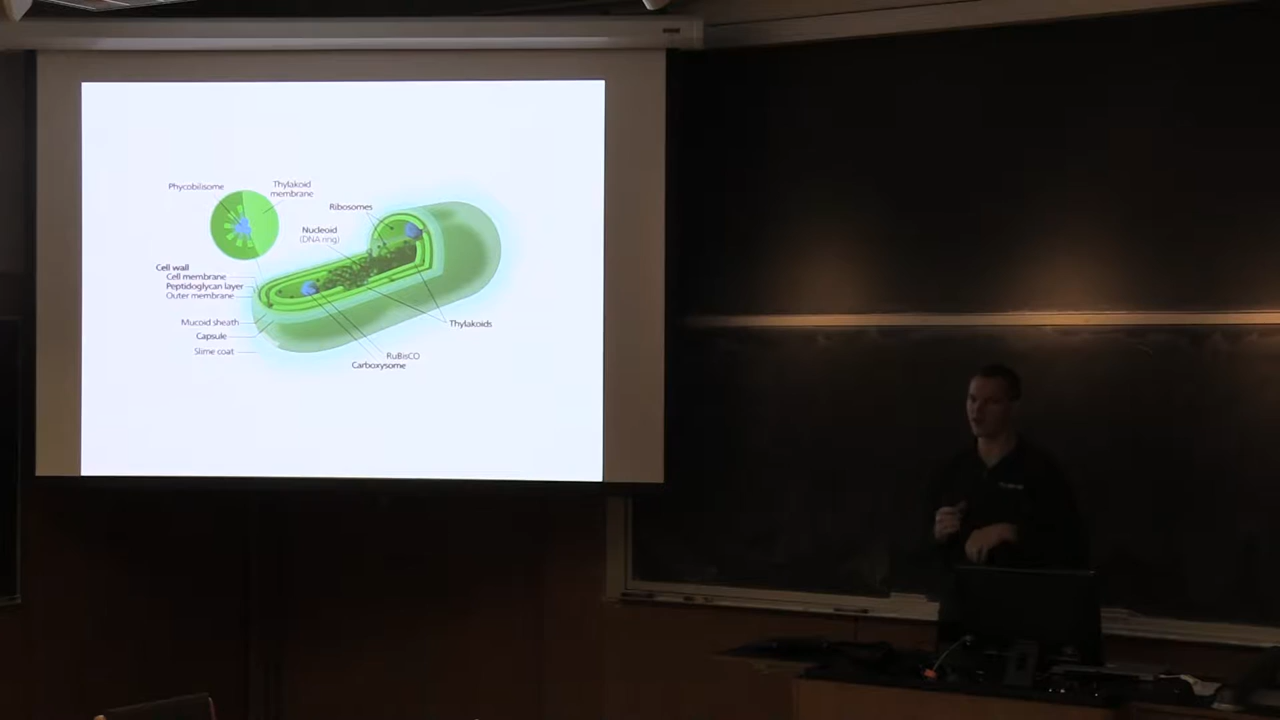 Phycobilisome
Thylakoid
membrane
Ribosomes
Nucleoid
(DNA ring)
Cell wall
Cell membrane
Peptidoglycan layer
Outer membrane
Mucoid sheath
Capsule
Slime coat
Thylakoids
RuBisCO
Carboxysome